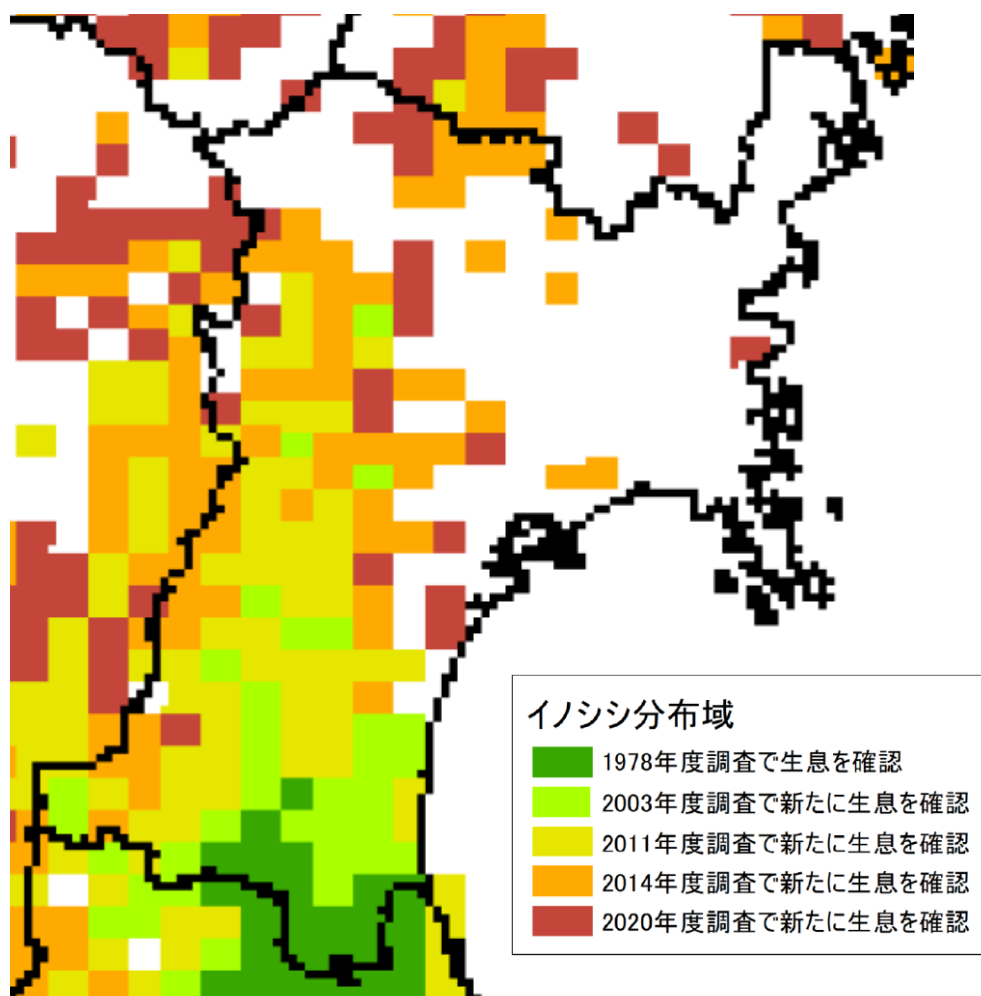 イノシシ分布域
1978年度調査で生息を確認
2003年度調査で新たに生息を確認
2011年度調査で新たに生息を確認
2014年度調査で新たに生息を確認
2020年度調査で新たに生息を確認